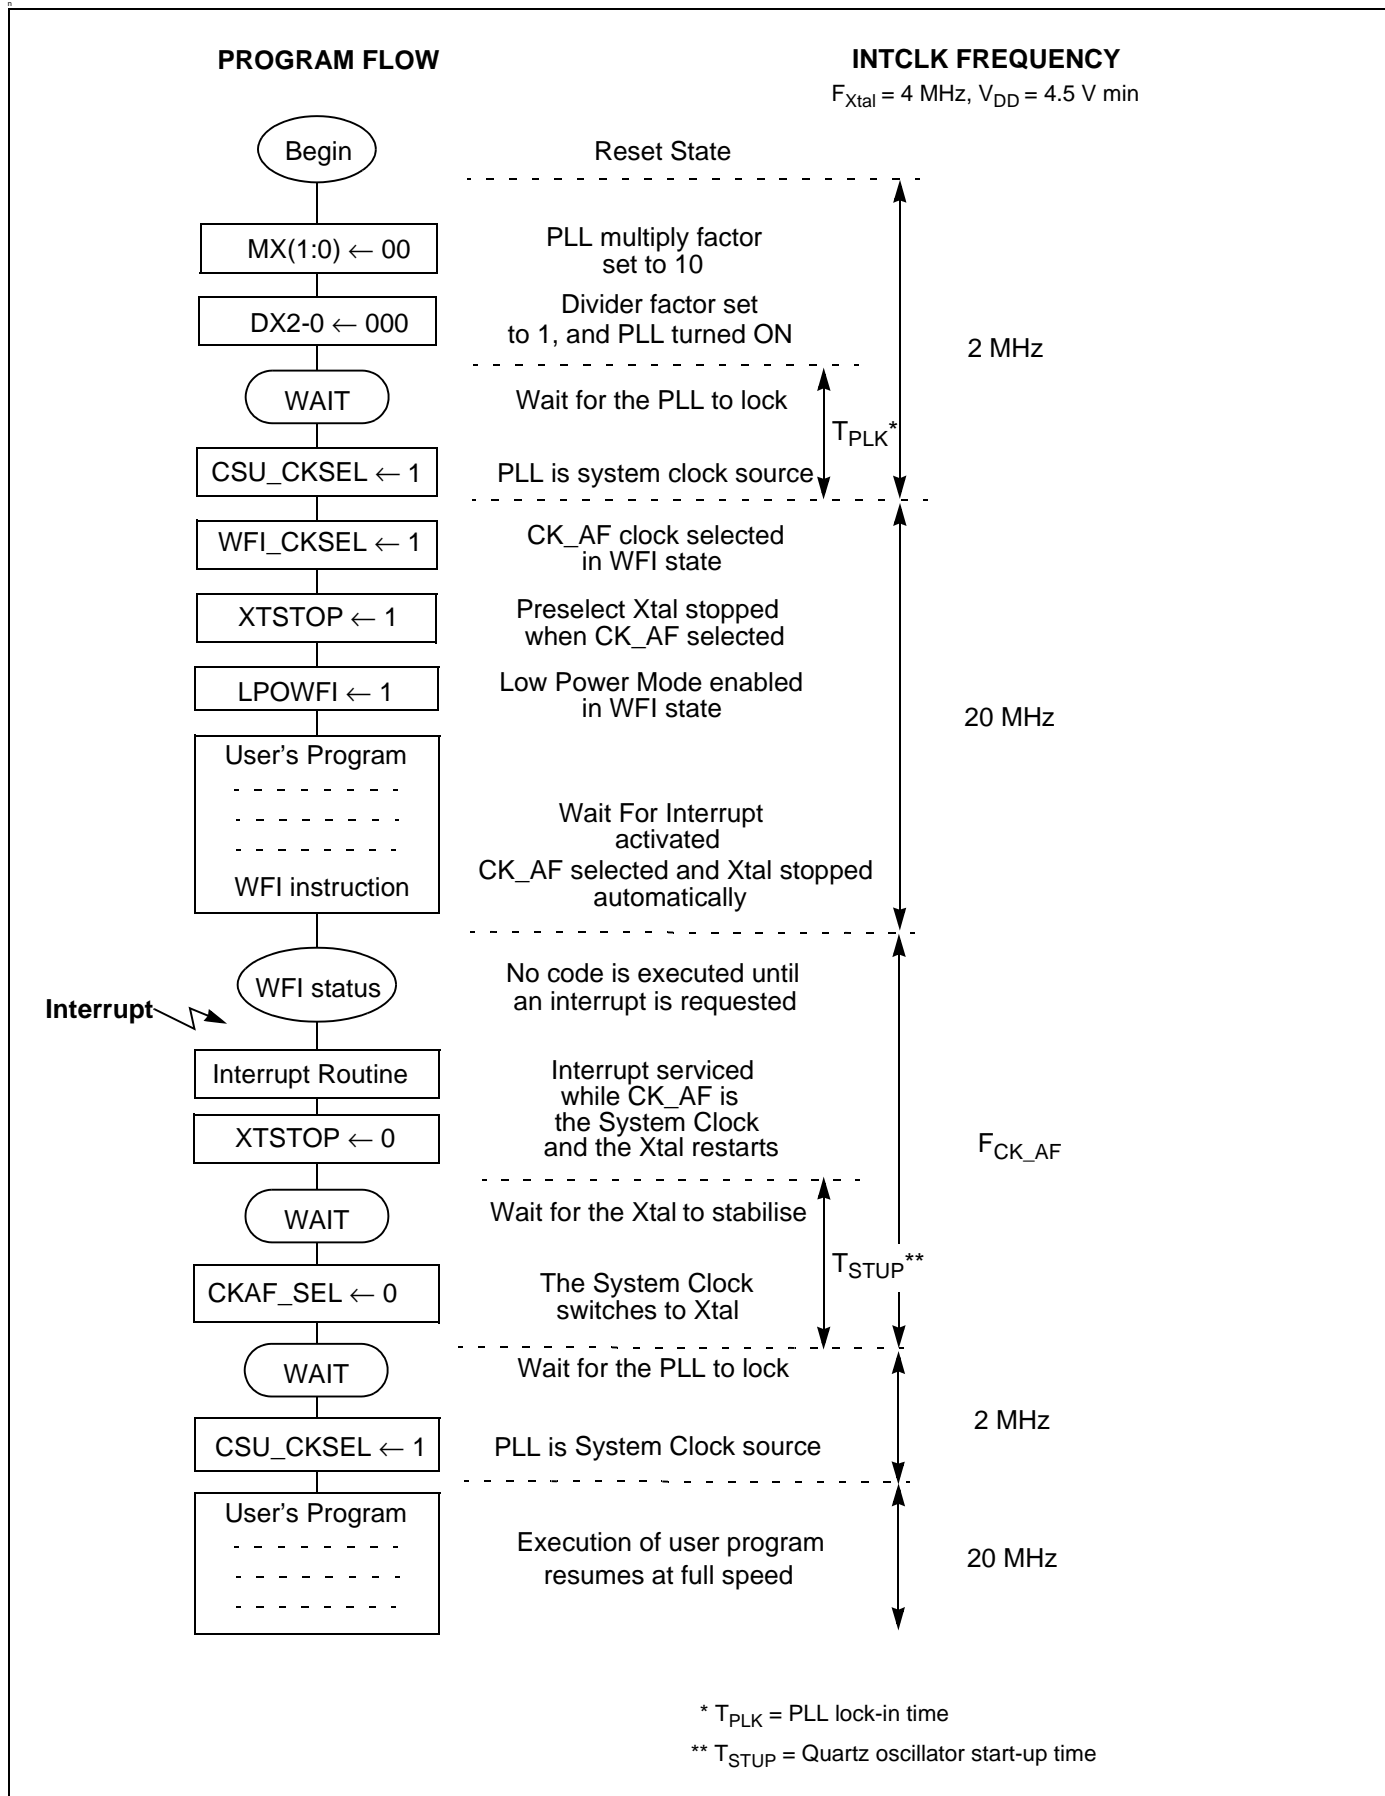 n
PROGRAM FLOW
INTCLK FREQUENCY
F_Xtal = 4 MHz, V_DD = 4.5 V min
Begin
Reset State
MX(1:0) ← 00
PLL multiply factor
set to 10
DX2-0 ← 000
Divider factor set
to 1, and PLL turned ON
2 MHz
WAIT
Wait for the PLL to lock
T_PLK*
CSU_CKSEL ← 1
PLL is system clock source
WFI_CKSEL ← 1
CK_AF clock selected
in WFI state
XTSTOP ← 1
Preselect Xtal stopped
when CK_AF selected
LPOWFI ← 1
Low Power Mode enabled
in WFI state
20 MHz
User's Program
WFI instruction
Wait For Interrupt
activated
CK_AF selected and Xtal stopped
automatically
WFI status
No code is executed until
an interrupt is requested
Interrupt
Interrupt Routine
Interrupt serviced
while CK_AF is
the System Clock
and the Xtal restarts
XTSTOP ← 0
F_CK_AF
WAIT
Wait for the Xtal to stabilise
T_STUP**
CKAF_SEL ← 0
The System Clock
switches to Xtal
WAIT
Wait for the PLL to lock
2 MHz
CSU_CKSEL ← 1
PLL is System Clock source
User's Program
Execution of user program
resumes at full speed
20 MHz
* T_PLK = PLL lock-in time
** T_STUP = Quartz oscillator start-up time